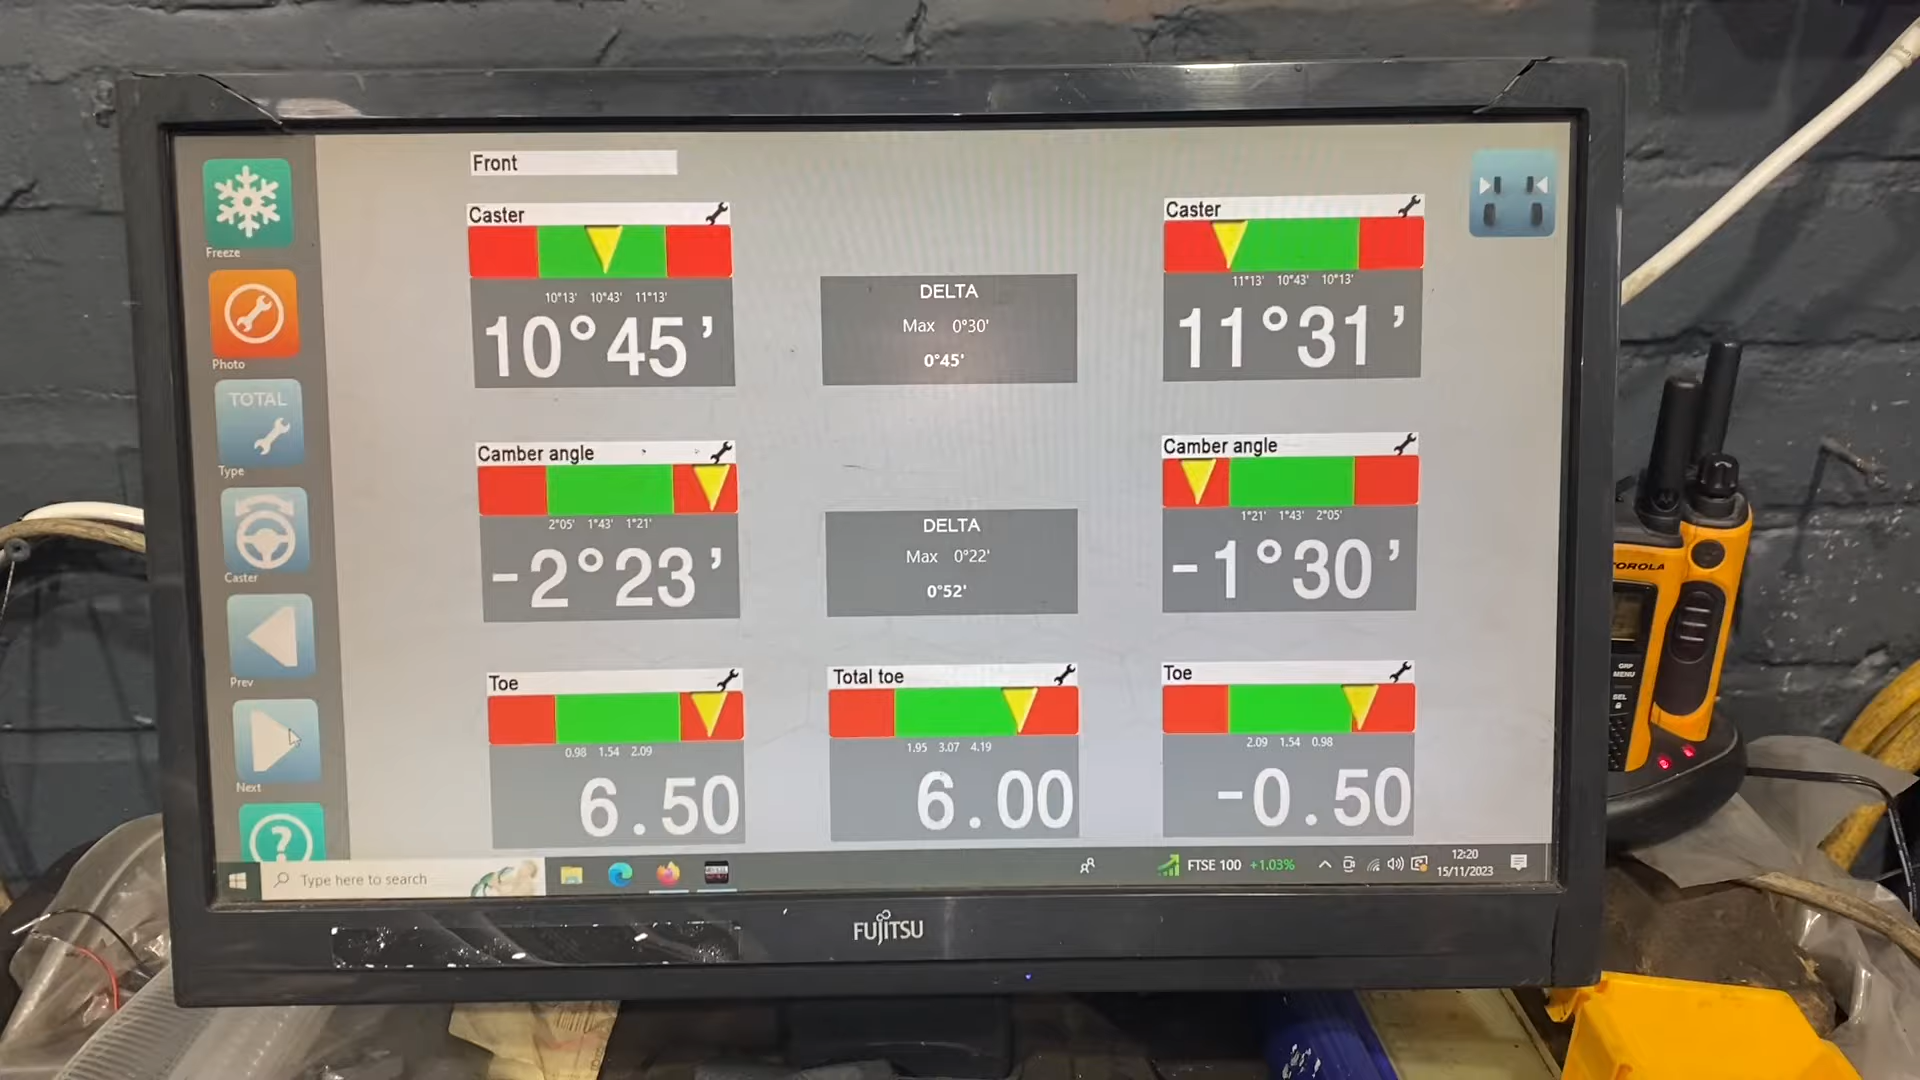 Front
Freeze
Photo
TOTAL
Type
Caster
Prev
Next
?
Caster
10°13' 10°43' 11°13'
10°45'
DELTA
Max 0°30'
0°45'
Caster
11°13' 10°43' 10°13'
11°31'
Camber angle
2°05' 1°43' 1°21'
-2°23'
DELTA
Max 0°22'
0°52'
Camber angle
1°21' 1°43' 2°05'
-1°30'
Toe
0.98 1.54 2.09
6.50
Total toe
1.95 3.07 4.19
6.00
Toe
2.09 1.54 0.98
-0.50
Type here to search
FTSE 100 +1.03%
12:20
15/11/2023
FUJITSU
OROLA
GRP
MENU
SEL